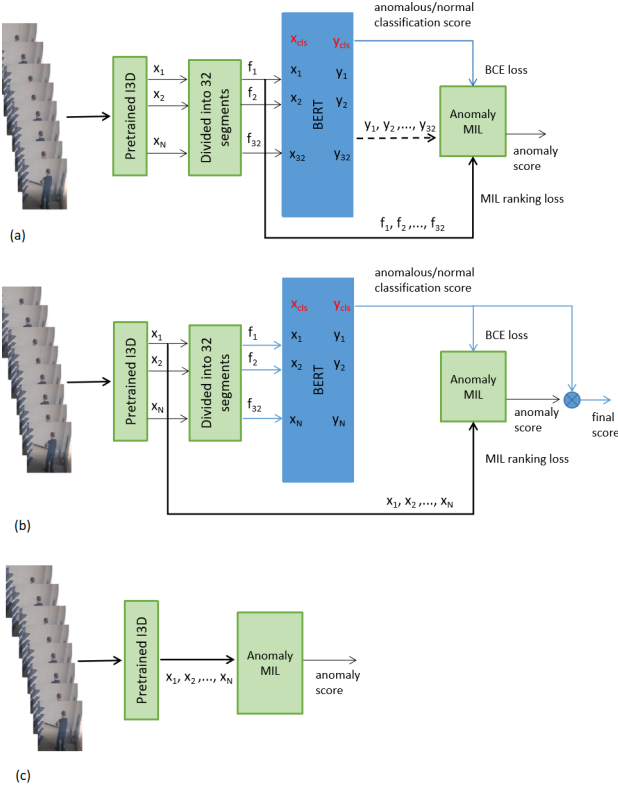 anomalous/normal
classification score
Pretrained I3D
x1
x2
xN
Divided into 32
segments
f1
f2
f32
BERT
xcls
ycls
x1
y1
x2
y2
x32
y32
BCE loss
y1, y2 ,..., y32
Anomaly
MIL
anomaly
score
MIL ranking loss
f1, f2 ,..., f32
(a)
anomalous/normal
classification score
Pretrained I3D
x1
x2
xN
Divided into 32
segments
f1
f2
f32
BERT
xcls
ycls
x1
y1
x2
y2
xN
yN
BCE loss
Anomaly
MIL
anomaly
score
final
score
MIL ranking loss
x1, x2 ,..., xN
(b)
Pretrained I3D
x1, x2 ,..., xN
Anomaly
MIL
anomaly
score
(c)